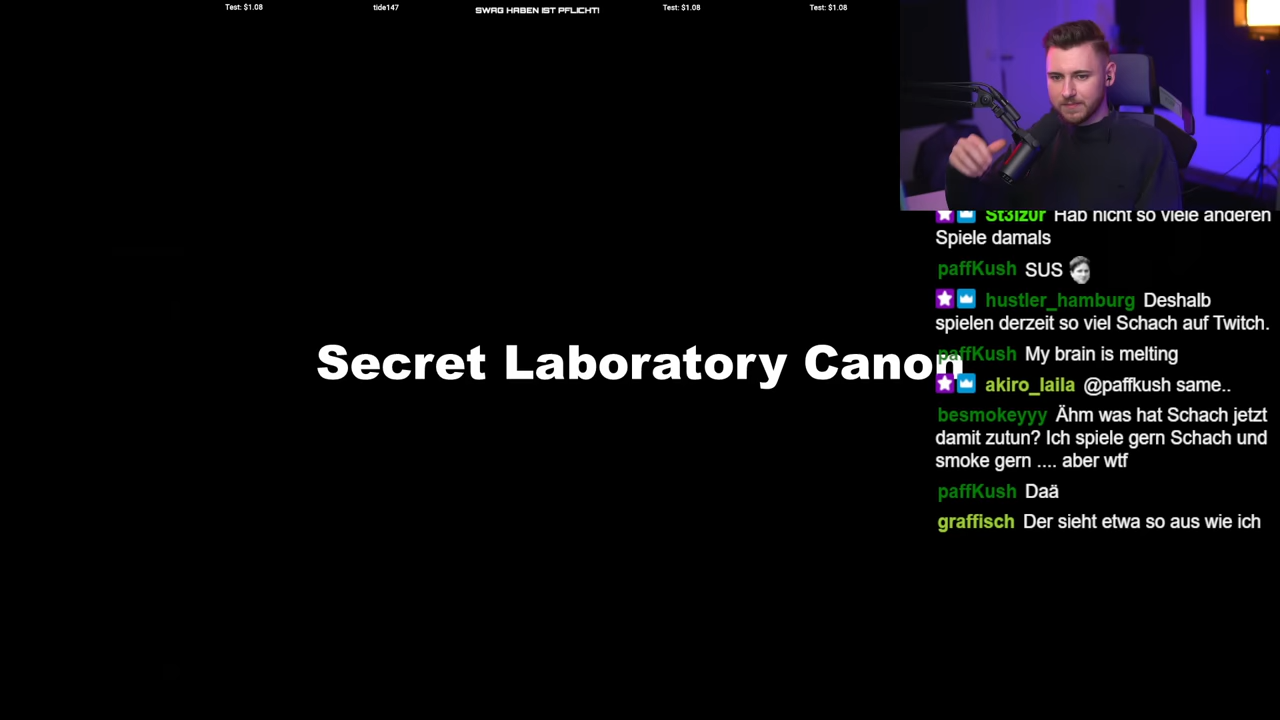 Test: $1.08 tide147 SWAG HABEN IST PFLICHT! Test: $1.08 Test: $1.08
St3lz0r Hab nicht so viele anderen
Spiele damals
paffKush SUS
hustler_hamburg Deshalb
spielen derzeit so viel Schach auf Twitch.
paffKush My brain is melting
Secret Laboratory Canon
akiro_laila @paffkush same..
besmokeyyy Ähm was hat Schach jetzt
damit zutun? Ich spiele gern Schach und
smoke gern .... aber wtf
paffKush Daä
graffisch Der sieht etwa so aus wie ich